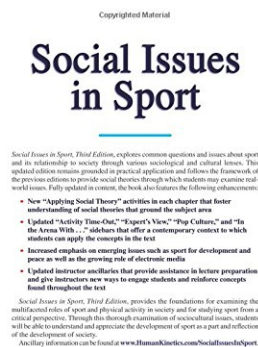 Copyrighted Material
Social Issues
in Sport
Social Issues in Sport, Third Edition, explores common questions and issues about sport
and its relationship to society through various sociological and cultural lenses. This
updated edition remains grounded in practical application and follows the framework of
the previous editions to provide social theories through which students may examine real-
world issues. Fully updated in content, the book also features the following enhancements:
• New “Applying Social Theory” activities in each chapter that foster
understanding of social theories that ground the subject area
• Updated “Activity Time-Out,” “Expert’s View,” “Pop Culture,” and “In
the Arena With . . .” sidebars that offer a contemporary context to which
students can apply the concepts in the text
• Increased emphasis on emerging issues such as sport for development and
peace as well as the growing role of electronic media
• Updated instructor ancillaries that provide assistance in lecture preparation
and give instructors new ways to engage students and reinforce concepts
found throughout the text
Social Issues in Sport, Third Edition, provides the foundations for examining the
multifaceted roles of sport and physical activity in society and for studying sport from a
critical perspective. Through this thorough examination of sociocultural issues, students
will be able to understand and appreciate the development of sport as a part and reflection
of the development of society.
Ancillary information can be found at www.HumanKinetics.com/SocialIssuesInSport.